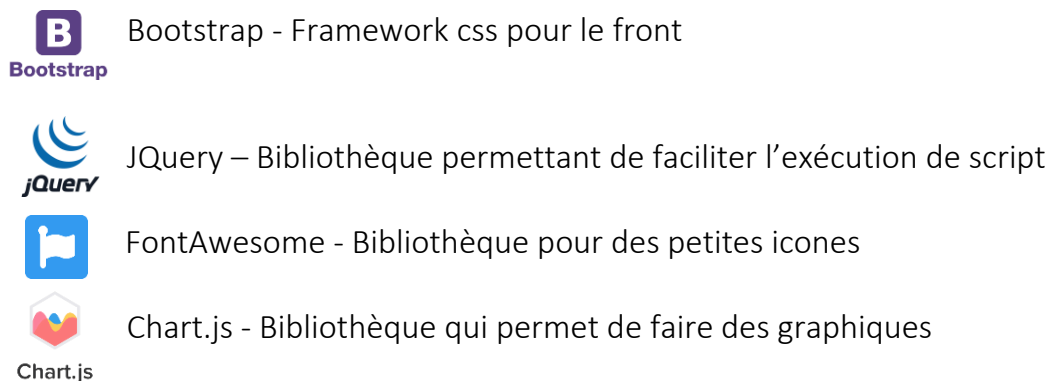 B
Bootstrap - Framework css pour le front
Bootstrap
JQuery – Bibliothèque permettant de faciliter l’exécution de script
jQuery
FontAwesome - Bibliothèque pour des petites icones
Chart.js - Bibliothèque qui permet de faire des graphiques
Chart.js